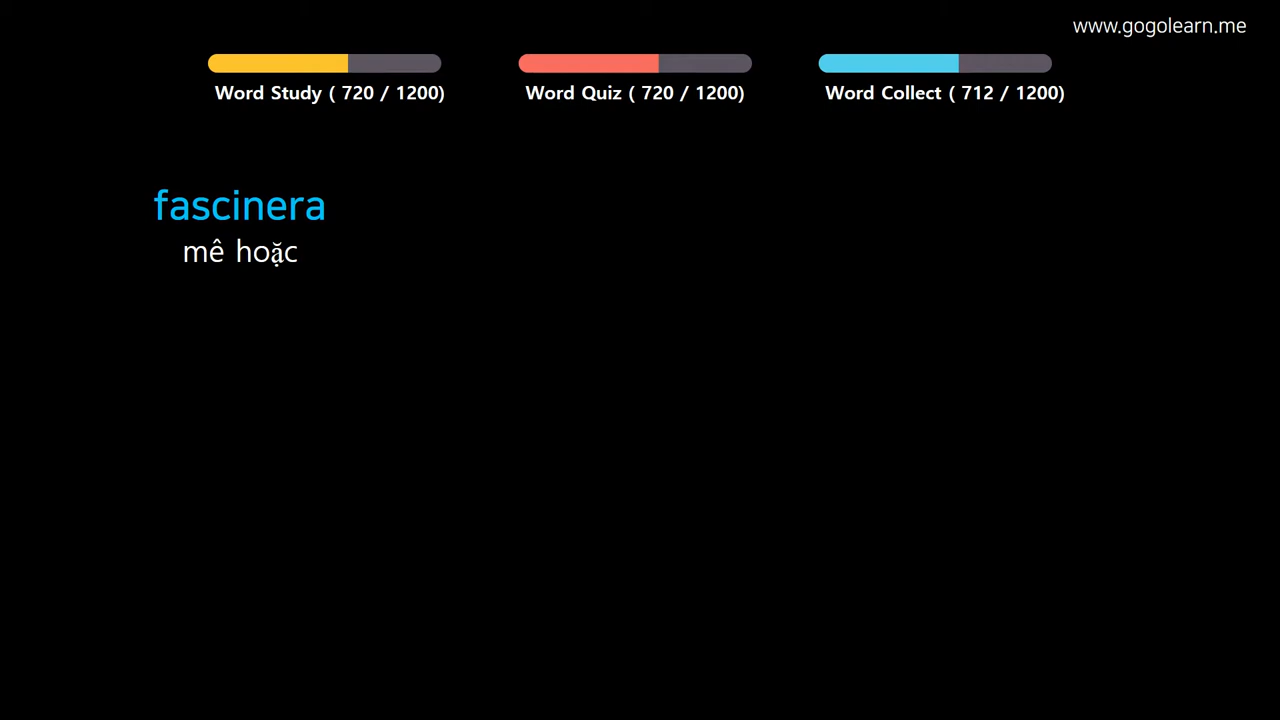 www.gogolearn.me
Word Study ( 720 / 1200)
Word Quiz ( 720 / 1200)
Word Collect ( 712 / 1200)
fascinera
mê hoặc